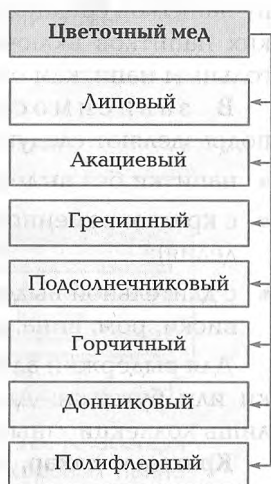 Цветочный мед
Липовый
Акациевый
Гречишный
Подсолнечниковый
Горчичный
Донниковый
Полифлерный